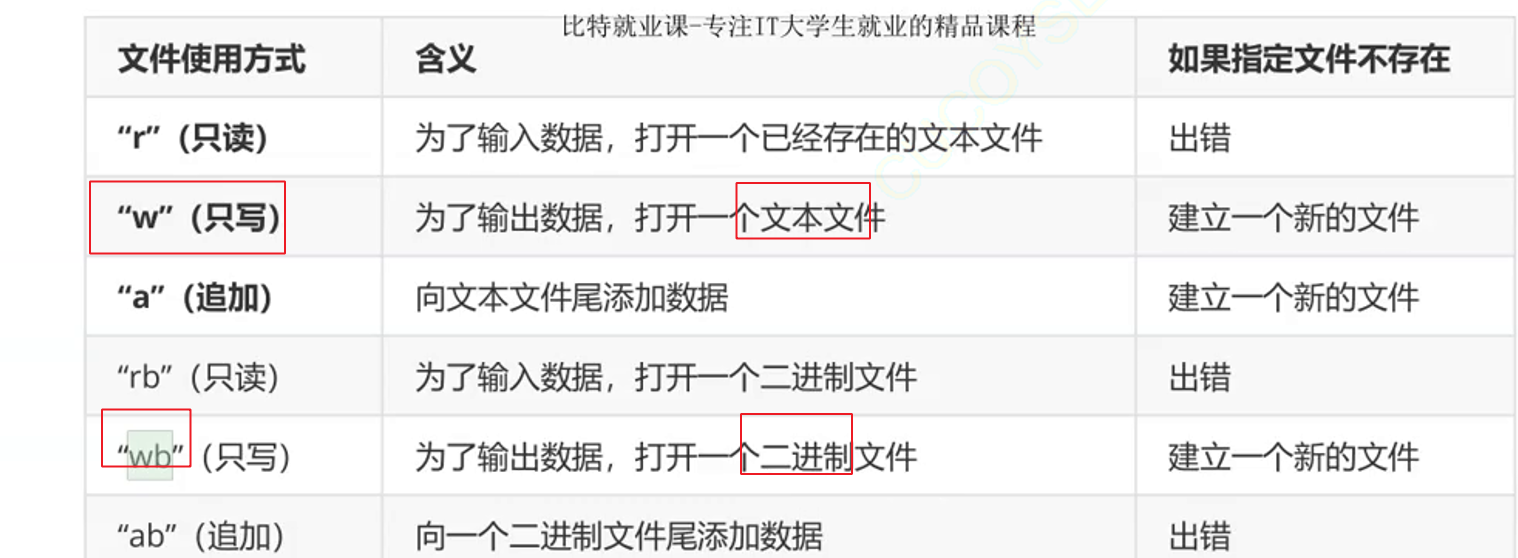 比特就业课-专注IT大学生就业的精品课程
文件使用方式 含义 如果指定文件不存在
“r”（只读） 为了输入数据，打开一个已经存在的文本文件 出错
“w”（只写） 为了输出数据，打开一个文本文件 建立一个新的文件
“a”（追加） 向文本文件尾添加数据 建立一个新的文件
“rb”（只读） 为了输入数据，打开一个二进制文件 出错
“wb”（只写） 为了输出数据，打开一个二进制文件 建立一个新的文件
“ab”（追加） 向一个二进制文件尾添加数据 出错